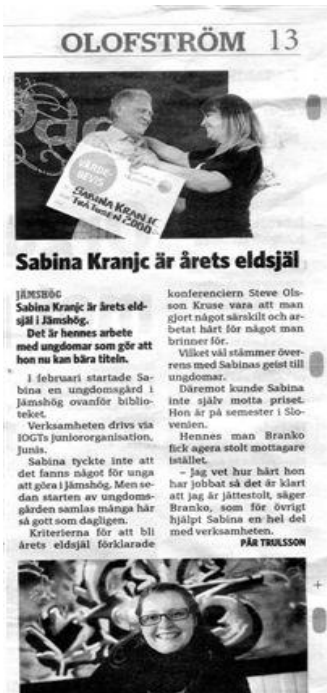 OLOFSTRÖM 13
VÄRDE-
BEVIS
SABINA KRANJC
TVÅ TUSEN 2000
Sabina Kranjc är årets eldsjäl
JÄMSHÖG
Sabina Kranjc är årets eld-
själ i Jämshög.
Det är hennes arbete
med ungdomar som gör att
hon nu kan bära titeln.
I februari startade Sa-
bina en ungdomsgård i
Jämshög ovanför biblio-
teket.
Verksamheten drivs via
IOGTs juniororganisation,
Junis.
Sabina tyckte inte att
det fanns något för unga
att göra i Jämshög. Men se-
dan starten av ungdoms-
gården samlas många här
så gott som dagligen.
Kriterierna för att bli
årets eldsjäl förklarade
konferenciern Steve Ols-
son Kruse vara att man
gjort något särskilt och ar-
betat hårt för något man
brinner för.
Vilket väl stämmer över-
rens med Sabinas geist till
ungdomar.
Däremot kunde Sabina
inte själv motta priset.
Hon är på semester i Slo-
venien.
Hennes man Branko
fick agera stolt mottagare
istället.
– Jag vet hur hårt hon
har jobbat så det är klart
att jag är jättestolt, säger
Branko, som för övrigt
hjälpt Sabina en hel del
med verksamheten.
PÄR TRULSSON